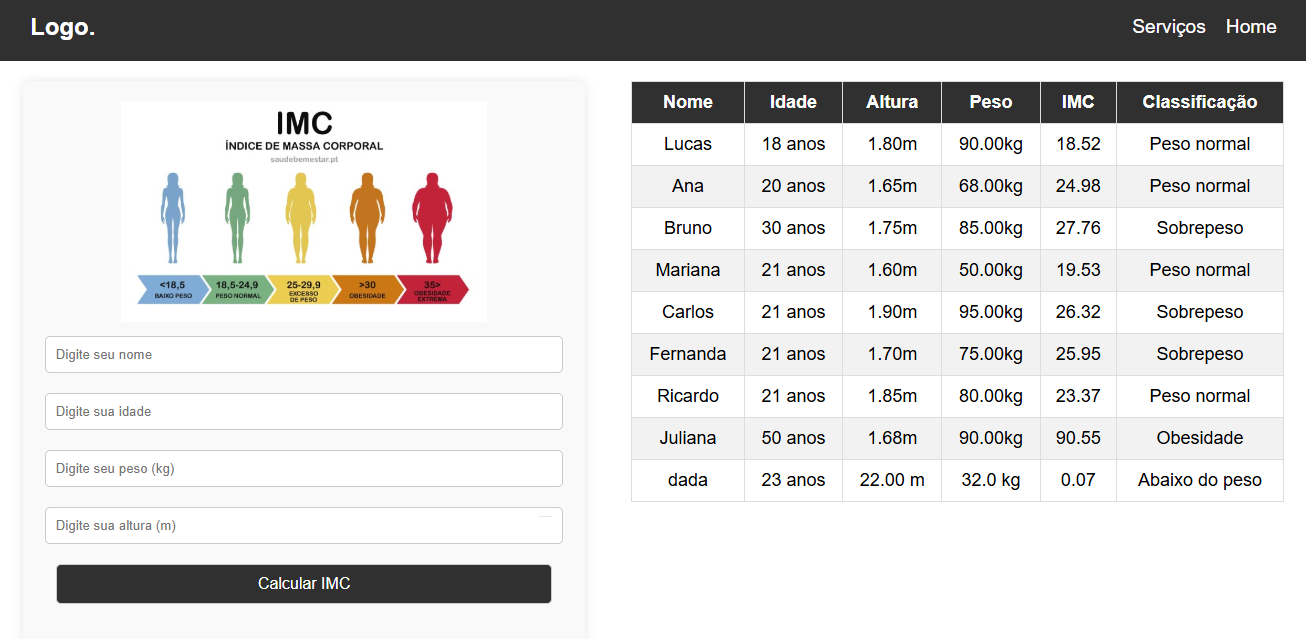 Logo.
Serviços Home
IMC
ÍNDICE DE MASSA CORPORAL
saudebemestar.pt
<18,5 18,5-24,9 25-29,9 >30 35>
BAIXO PESO PESO NORMAL EXCESSO DE PESO OBESIDADE OBESIDADE EXTREMA
Digite seu nome
Digite sua idade
Digite seu peso (kg)
Digite sua altura (m)
Calcular IMC
Nome Idade Altura Peso IMC Classificação
Lucas 18 anos 1.80m 90.00kg 18.52 Peso normal
Ana 20 anos 1.65m 68.00kg 24.98 Peso normal
Bruno 30 anos 1.75m 85.00kg 27.76 Sobrepeso
Mariana 21 anos 1.60m 50.00kg 19.53 Peso normal
Carlos 21 anos 1.90m 95.00kg 26.32 Sobrepeso
Fernanda 21 anos 1.70m 75.00kg 25.95 Sobrepeso
Ricardo 21 anos 1.85m 80.00kg 23.37 Peso normal
Juliana 50 anos 1.68m 90.00kg 90.55 Obesidade
dada 23 anos 22.00 m 32.0 kg 0.07 Abaixo do peso